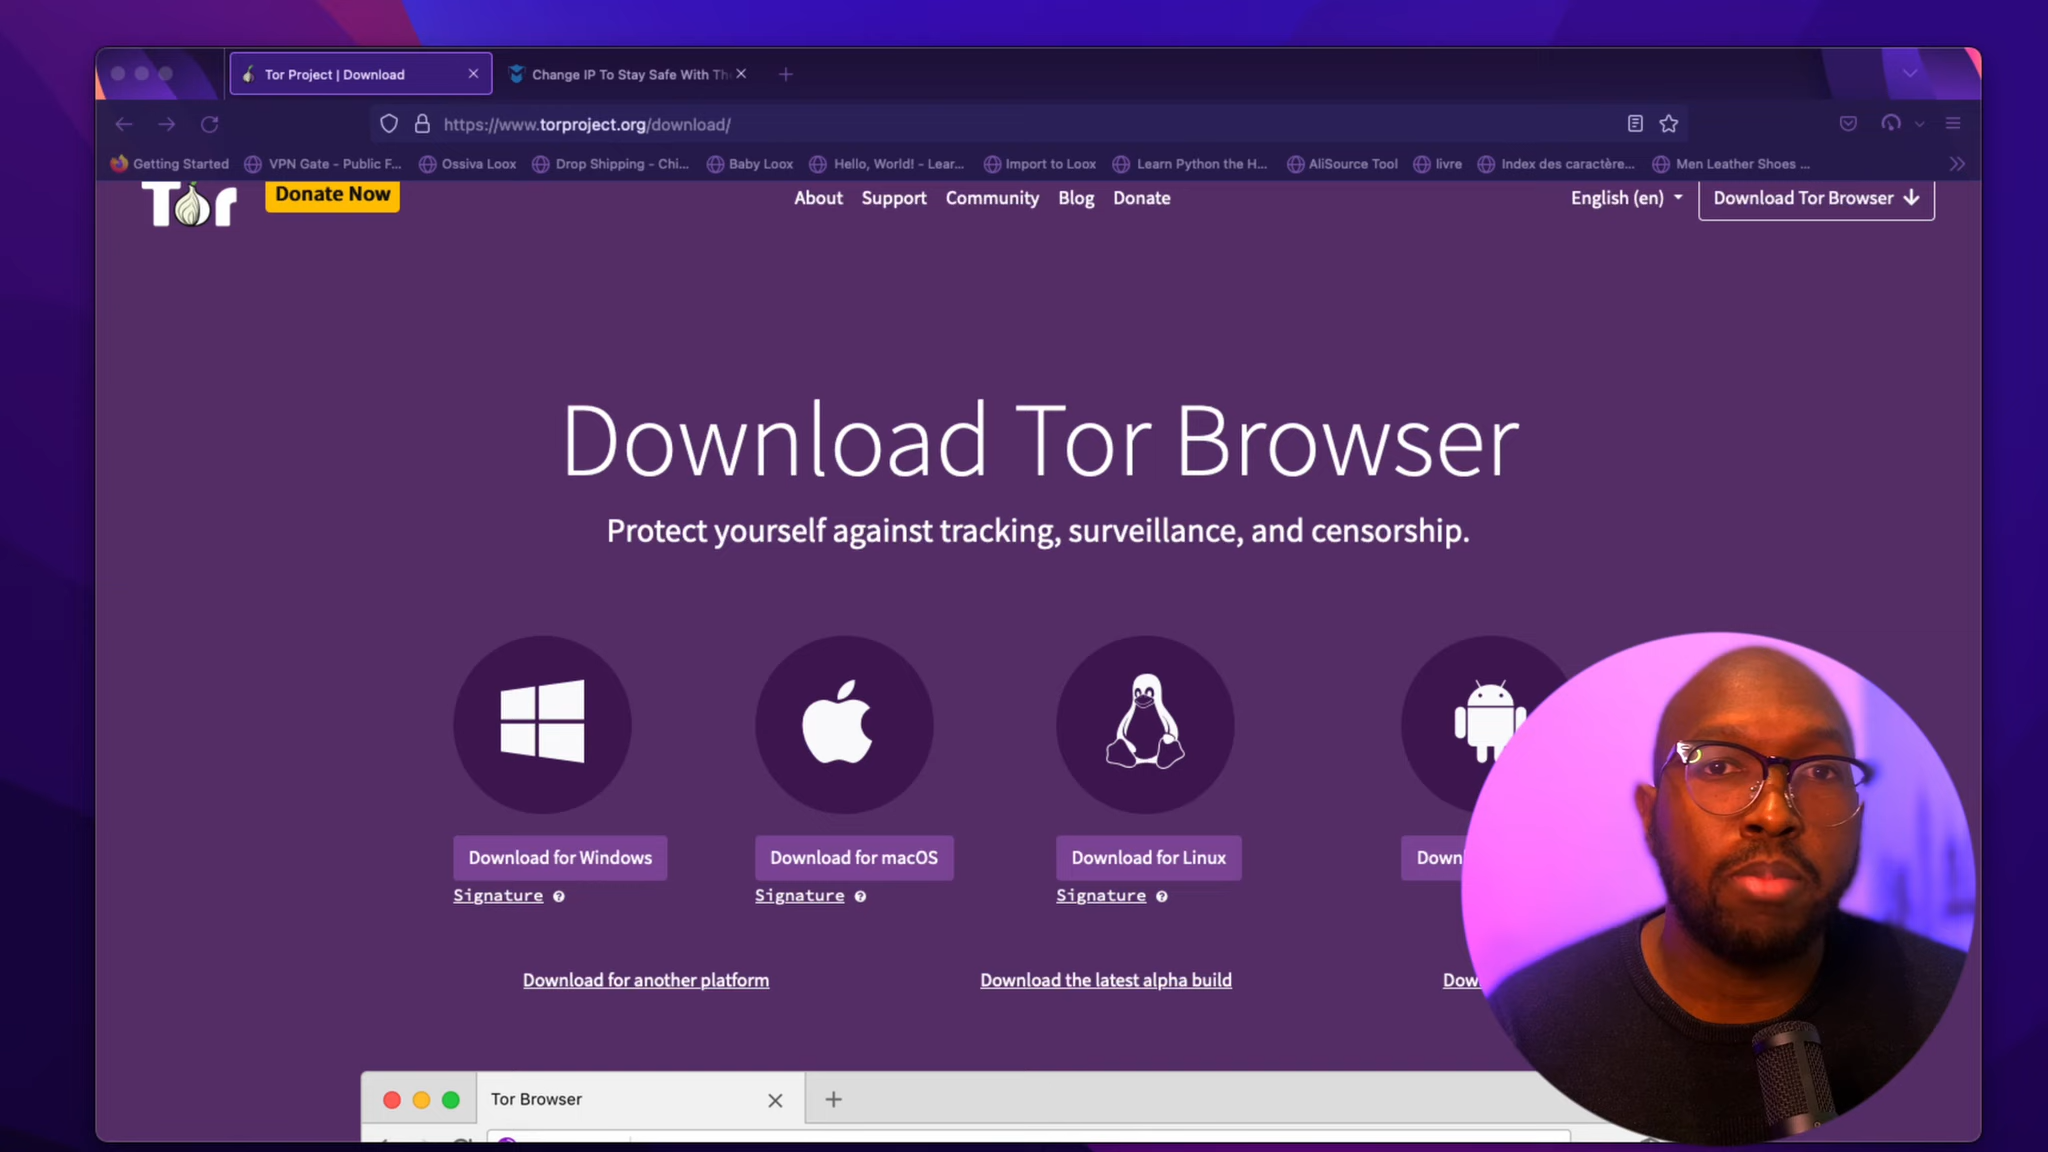 Tor Project | Download
Change IP To Stay Safe With Th
https://www.torproject.org/download/
Getting Started
VPN Gate - Public F...
Ossiva Loox
Drop Shipping - Chi...
Baby Loox
Hello, World! - Lear...
Import to Loox
Learn Python the H...
AliSource Tool
livre
Index des caractère...
Men Leather Shoes ...
Tor
Donate Now
About
Support
Community
Blog
Donate
English (en)
Download Tor Browser
Download Tor Browser
Protect yourself against tracking, surveillance, and censorship.
Download for Windows
Download for macOS
Download for Linux
Down
Signature
Signature
Signature
Download for another platform
Download the latest alpha build
Dow
Tor Browser